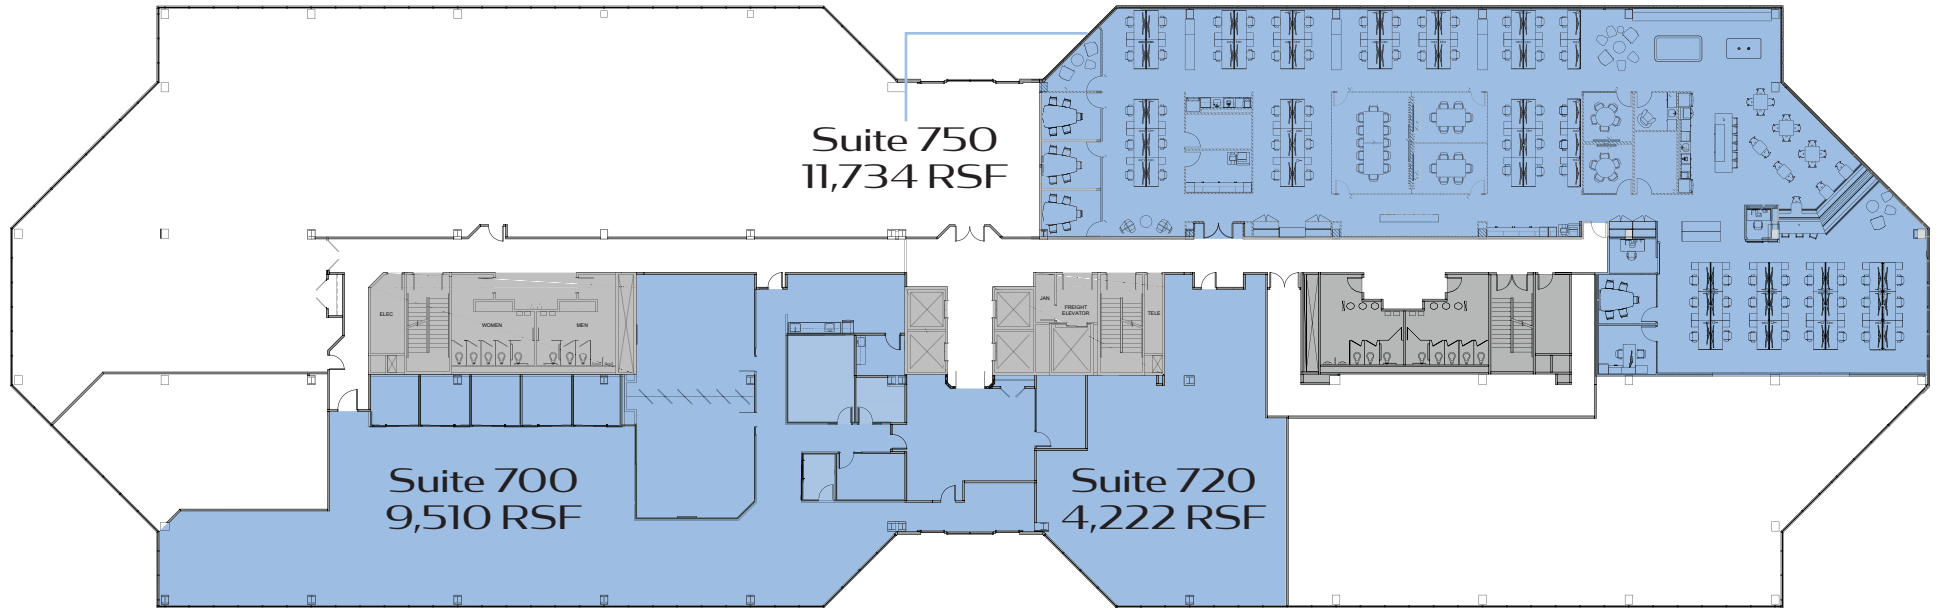 Suite 750
11,734 RSF
ELEC
WOMEN
MEN
JAN
FREIGHT
ELEVATOR
TELE
Suite 700
9,510 RSF
Suite 720
4,222 RSF